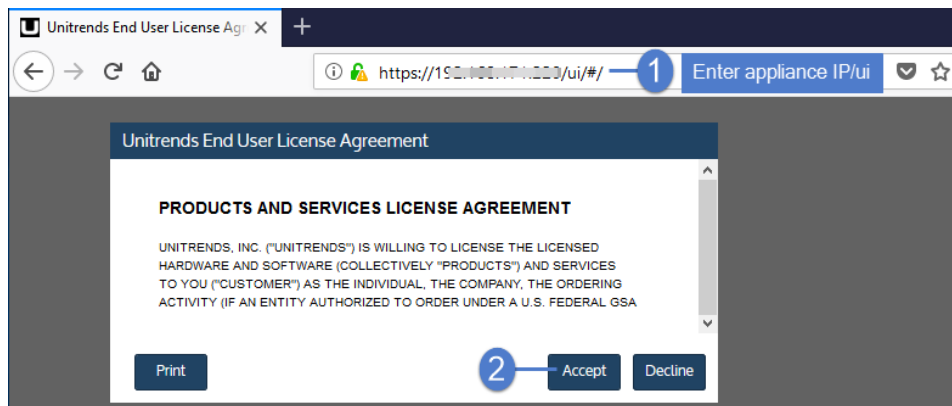 Unitrends End User License Agr
https://19 /ui/#/
1
Enter appliance IP/ui
Unitrends End User License Agreement
PRODUCTS AND SERVICES LICENSE AGREEMENT
UNITRENDS, INC. ("UNITRENDS") IS WILLING TO LICENSE THE LICENSED
HARDWARE AND SOFTWARE (COLLECTIVELY "PRODUCTS") AND SERVICES
TO YOU ("CUSTOMER") AS THE INDIVIDUAL, THE COMPANY, THE ORDERING
ACTIVITY (IF AN ENTITY AUTHORIZED TO ORDER UNDER A U.S. FEDERAL GSA
Print
2
Accept
Decline